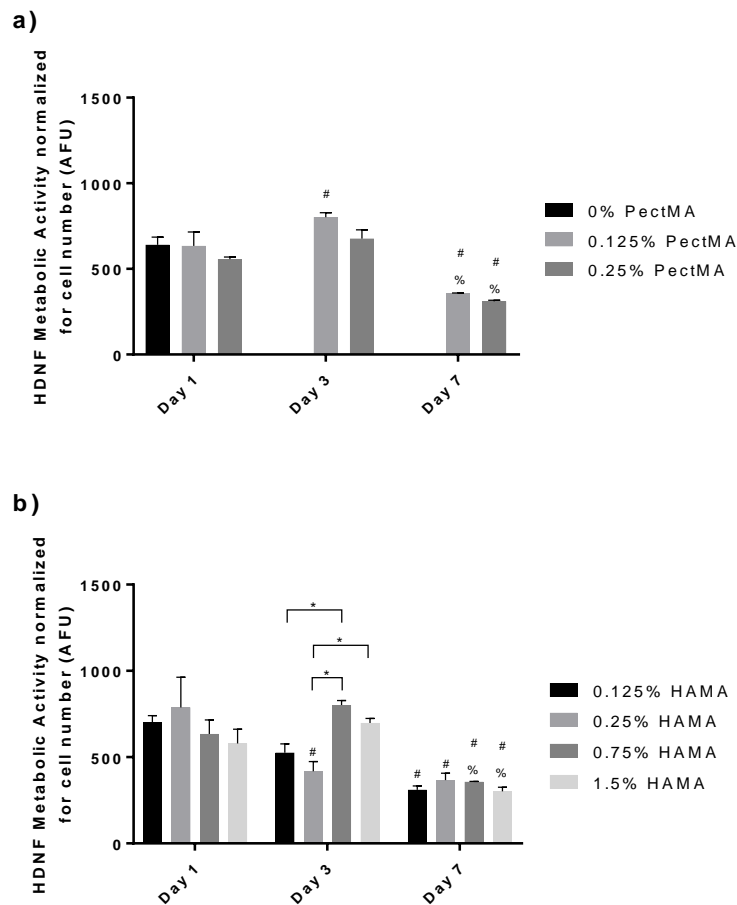 a)
HDNF Metabolic Activity normalized
for cell number (AFU)
1500
1000
500
0
#
# #
% %
Day 1 Day 3 Day 7
0% PectMA
0.125% PectMA
0.25% PectMA
b)
HDNF Metabolic Activity normalized
for cell number (AFU)
1500
1000
500
0
*
*
*
#
# # # #
% %
Day 1 Day 3 Day 7
0.125% HAMA
0.25% HAMA
0.75% HAMA
1.5% HAMA